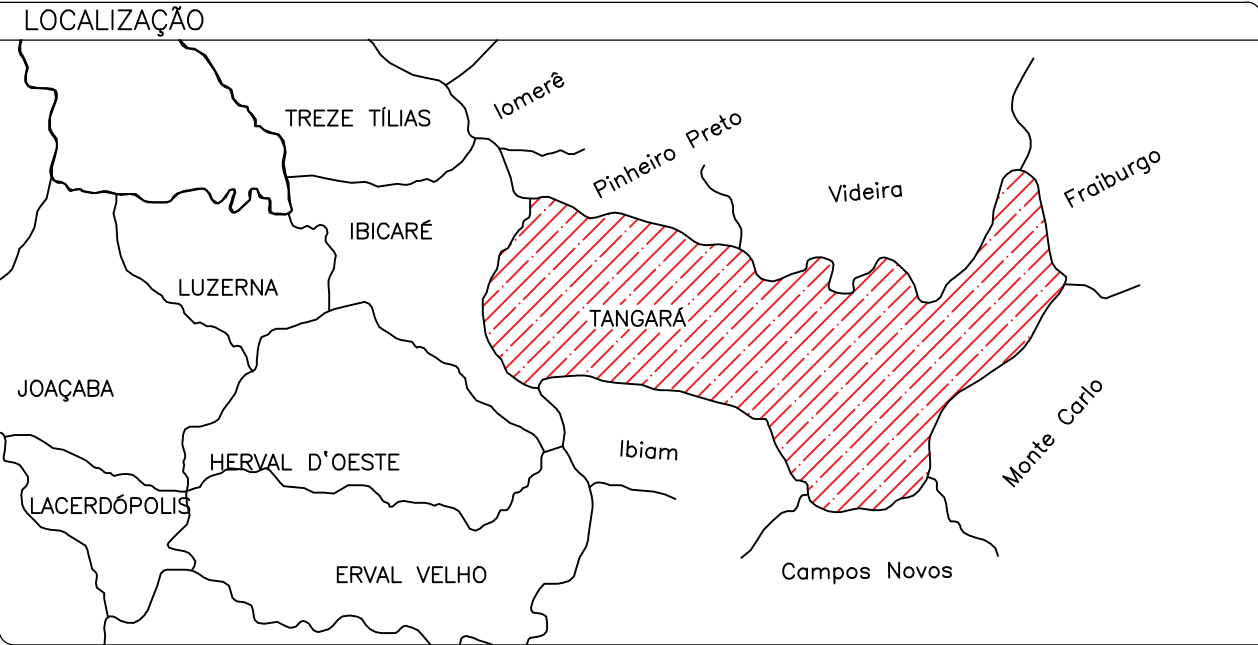 LOCALIZAÇÃO
Iomerê
TREZE TÍLIAS
Pinheiro Preto
Videira
Fraiburgo
IBICARÉ
LUZERNA
TANGARÁ
JOAÇABA
Monte Carlo
Ibiam
HERVAL D'OESTE
LACERDÓPOLIS
ERVAL VELHO
Campos Novos